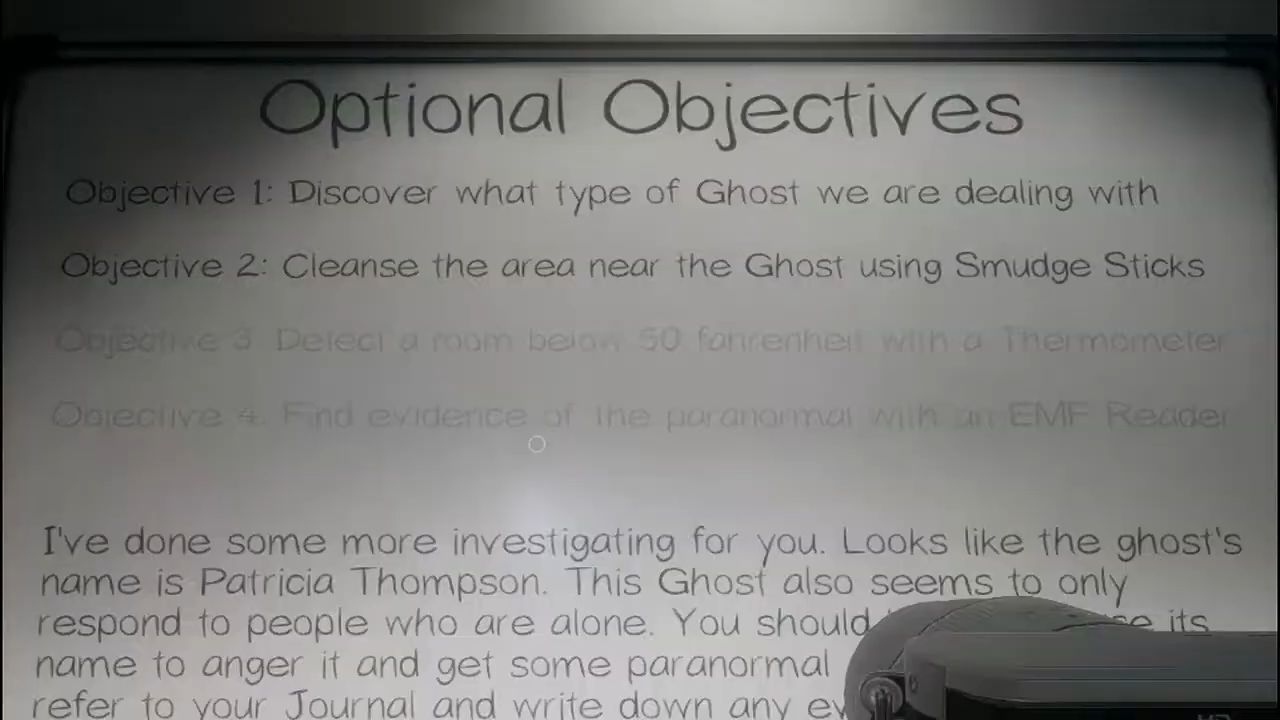 Optional Objectives
Objective 1: Discover what type of Ghost we are dealing with
Objective 2: Cleanse the area near the Ghost using Smudge Sticks
Objective 3: Detect a room below 50 fahrenheit with a Thermometer
Objective 4: Find evidence of the paranormal with an EMF Reader
I've done some more investigating for you. Looks like the ghost's
name is Patricia Thompson. This Ghost also seems to only
respond to people who are alone. You should its
name to anger it and get some paranormal
refer to your Journal and write down any